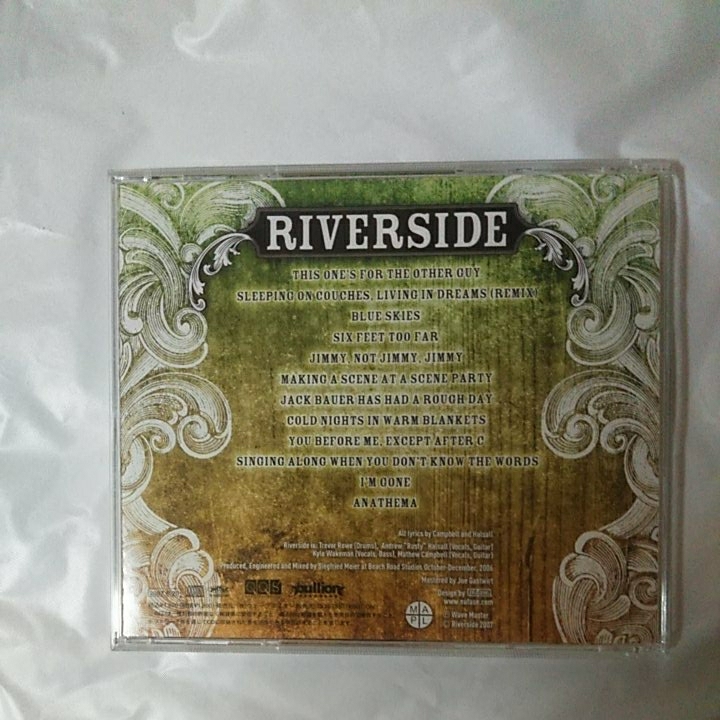 RIVERSIDE
THIS ONE'S FOR THE OTHER GUY
SLEEPING ON COUCHES, LIVING IN DREAMS (REMIX)
BLUE SKIES
SIX FEET TOO FAR
JIMMY, NOT JIMMY, JIMMY
MAKING A SCENE AT A SCENE PARTY
JACK BAUER HAS HAD A ROUGH DAY
COLD NIGHTS IN WARM BLANKETS
YOU BEFORE ME, EXCEPT AFTER C
SINGING ALONG WHEN YOU DON'T KNOW THE WORDS
I'M GONE
ANATHEMA
All lyrics by Campbell and Halsall
Riverside is: Trevor Rowe (Drums), Andrew "Rusty" Halsall (Vocals, Guitar)
Kyle Wakeman (Vocals, Bass), Mathew Campbell (Vocals, Guitar)
Produced, Engineered and Mixed by Siegfried Meier at Beach Road Studios October-December, 2006
Mastered by Joe Gastwirt
Design by
MAPL
Wave Master
© Riverside 2007